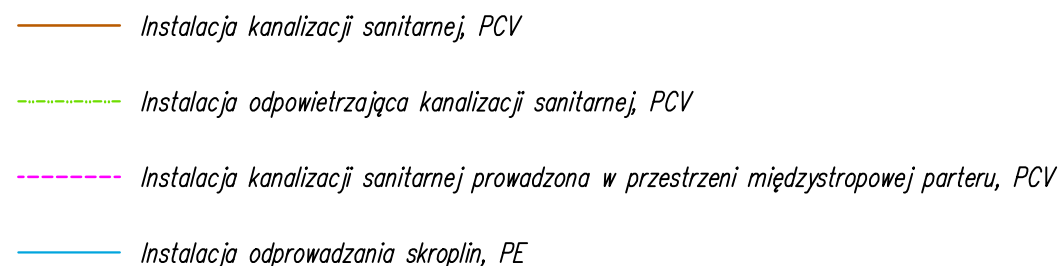 Instalacja kanalizacji sanitarnej, PCV
Instalacja odpowietrzająca kanalizacji sanitarnej, PCV
Instalacja kanalizacji sanitarnej prowadzona w przestrzeni międzystropowej parteru, PCV
Instalacja odprowadzania skroplin, PE